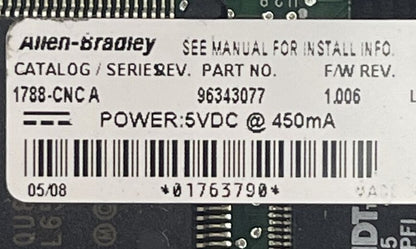 Allen-Bradley SEE MANUAL FOR INSTALL INFO.
CATALOG / SERIES REV. PART NO. F/W REV.
1788-CNC A 96343077 1.006
POWER:5VDC @ 450mA
05/08 *01763790* MADE